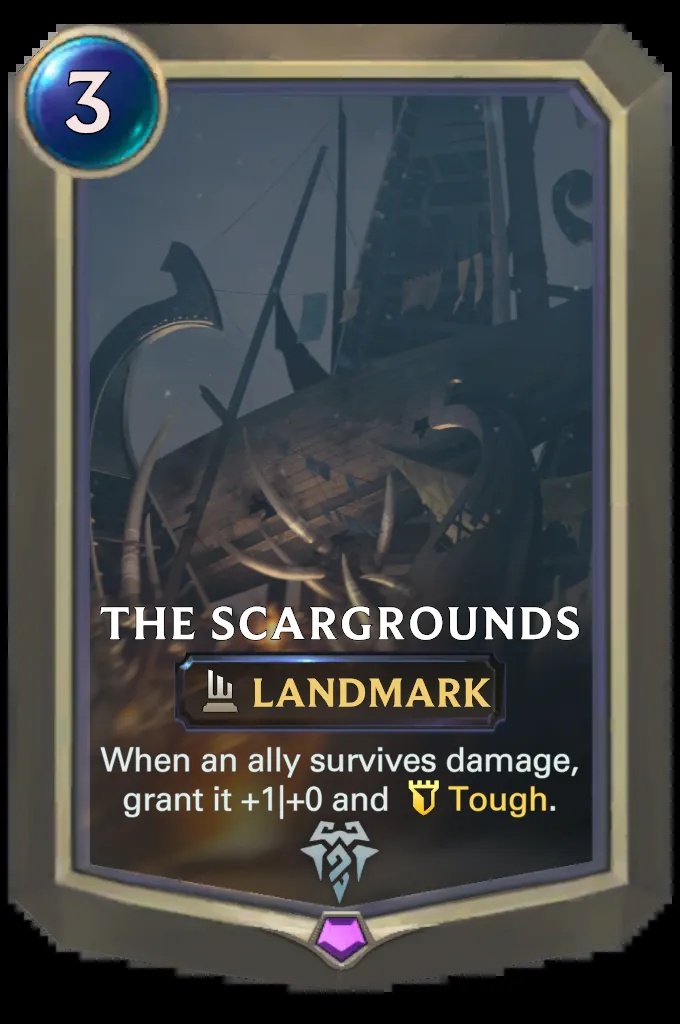 3
THE SCARGROUNDS
LANDMARK
When an ally survives damage,
grant it +1|+0 and Tough.